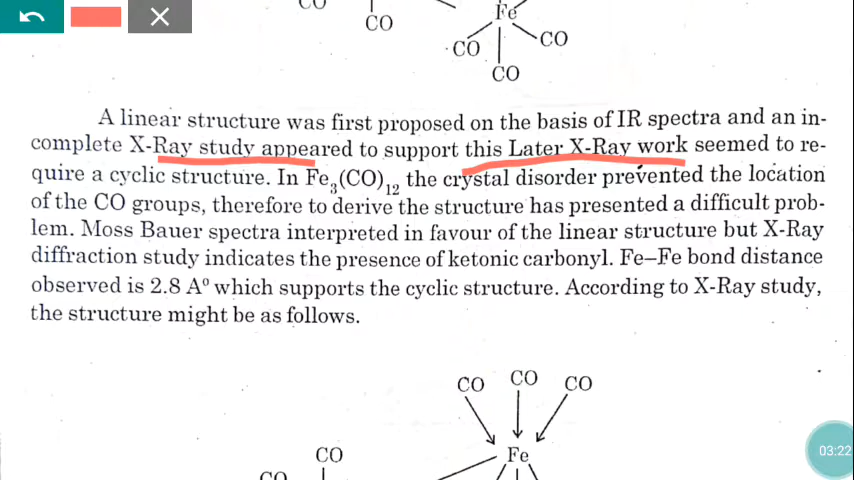 CO
CO
Fe
CO
CO
CO
A linear structure was first proposed on the basis of IR spectra and an in-
complete X-Ray study appeared to support this Later X-Ray work seemed to re-
quire a cyclic structure. In Fe₃(CO)₁₂ the crystal disorder prevented the location
of the CO groups, therefore to derive the structure has presented a difficult prob-
lem. Moss Bauer spectra interpreted in favour of the linear structure but X-Ray
diffraction study indicates the presence of ketonic carbonyl. Fe–Fe bond distance
observed is 2.8 Aº which supports the cyclic structure. According to X-Ray study,
the structure might be as follows.
CO CO CO
CO
Fe
CO
03:22